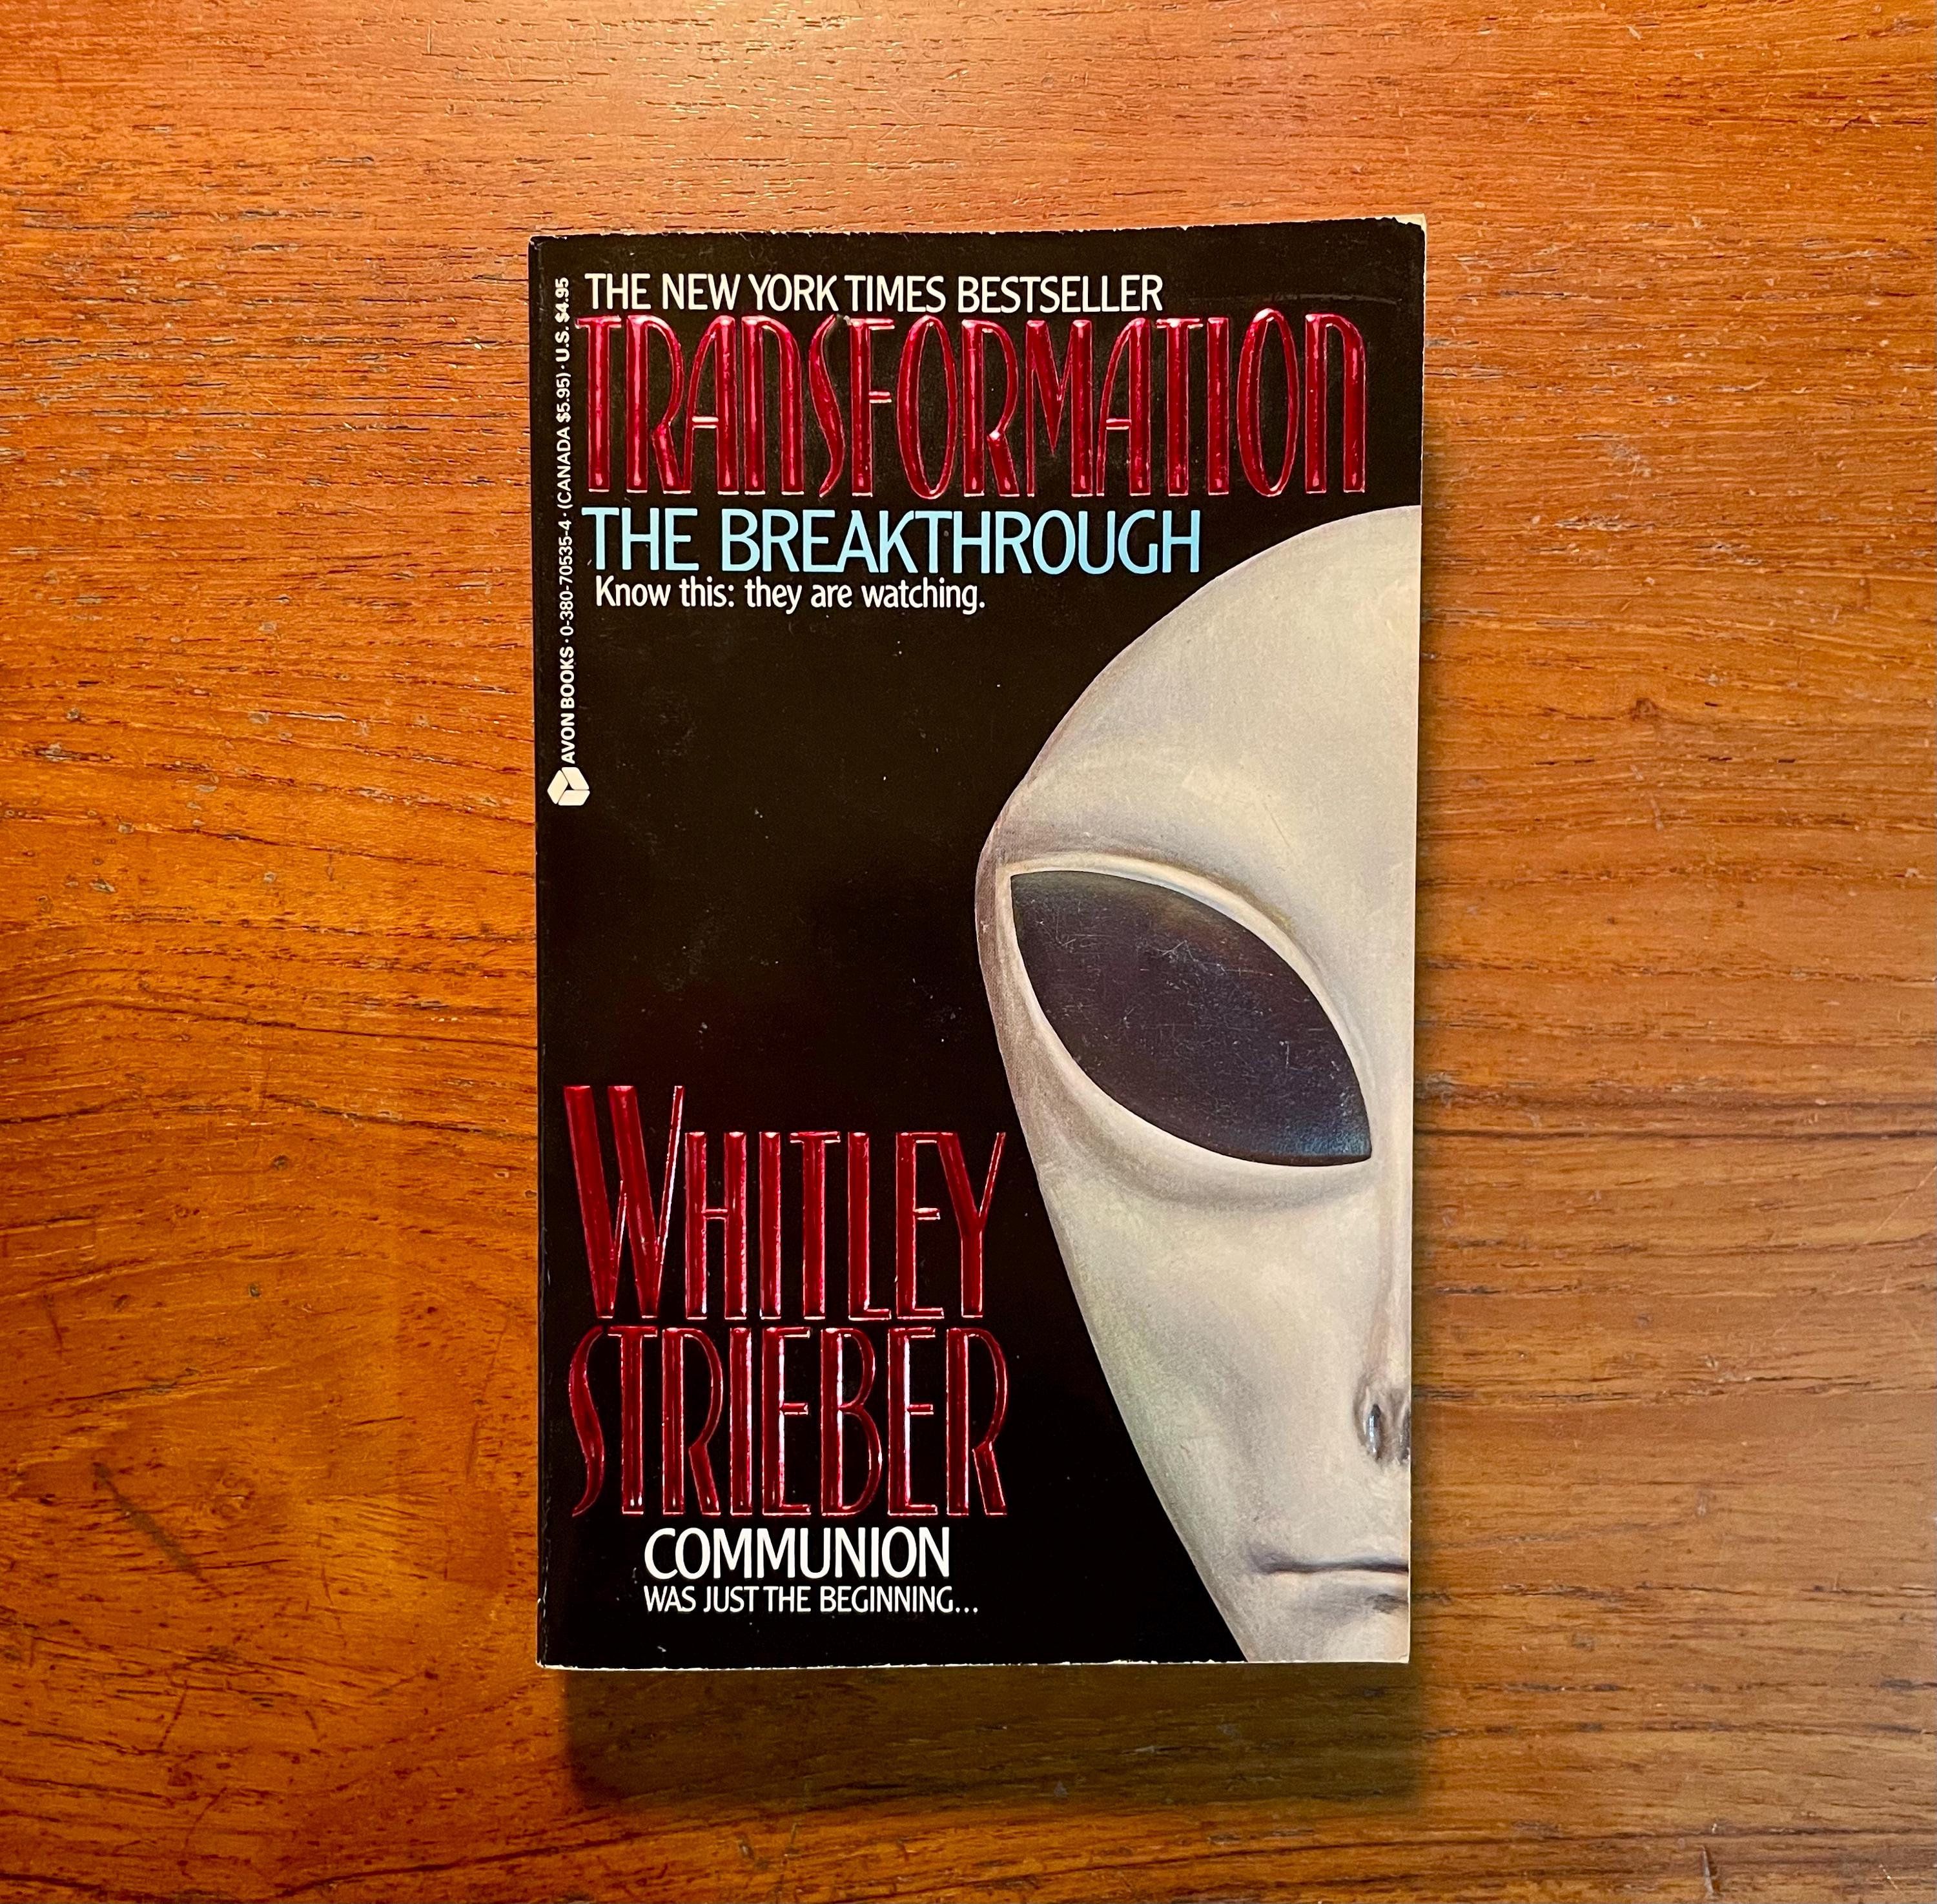 THE NEW YORK TIMES BESTSELLER
TRANSFORMATION
THE BREAKTHROUGH
Know this: they are watching.
AVON BOOKS · 0-380-70535-4 · (CANADA $5.95) · U.S. $4.95
WHITLEY
STRIEBER
COMMUNION
WAS JUST THE BEGINNING...